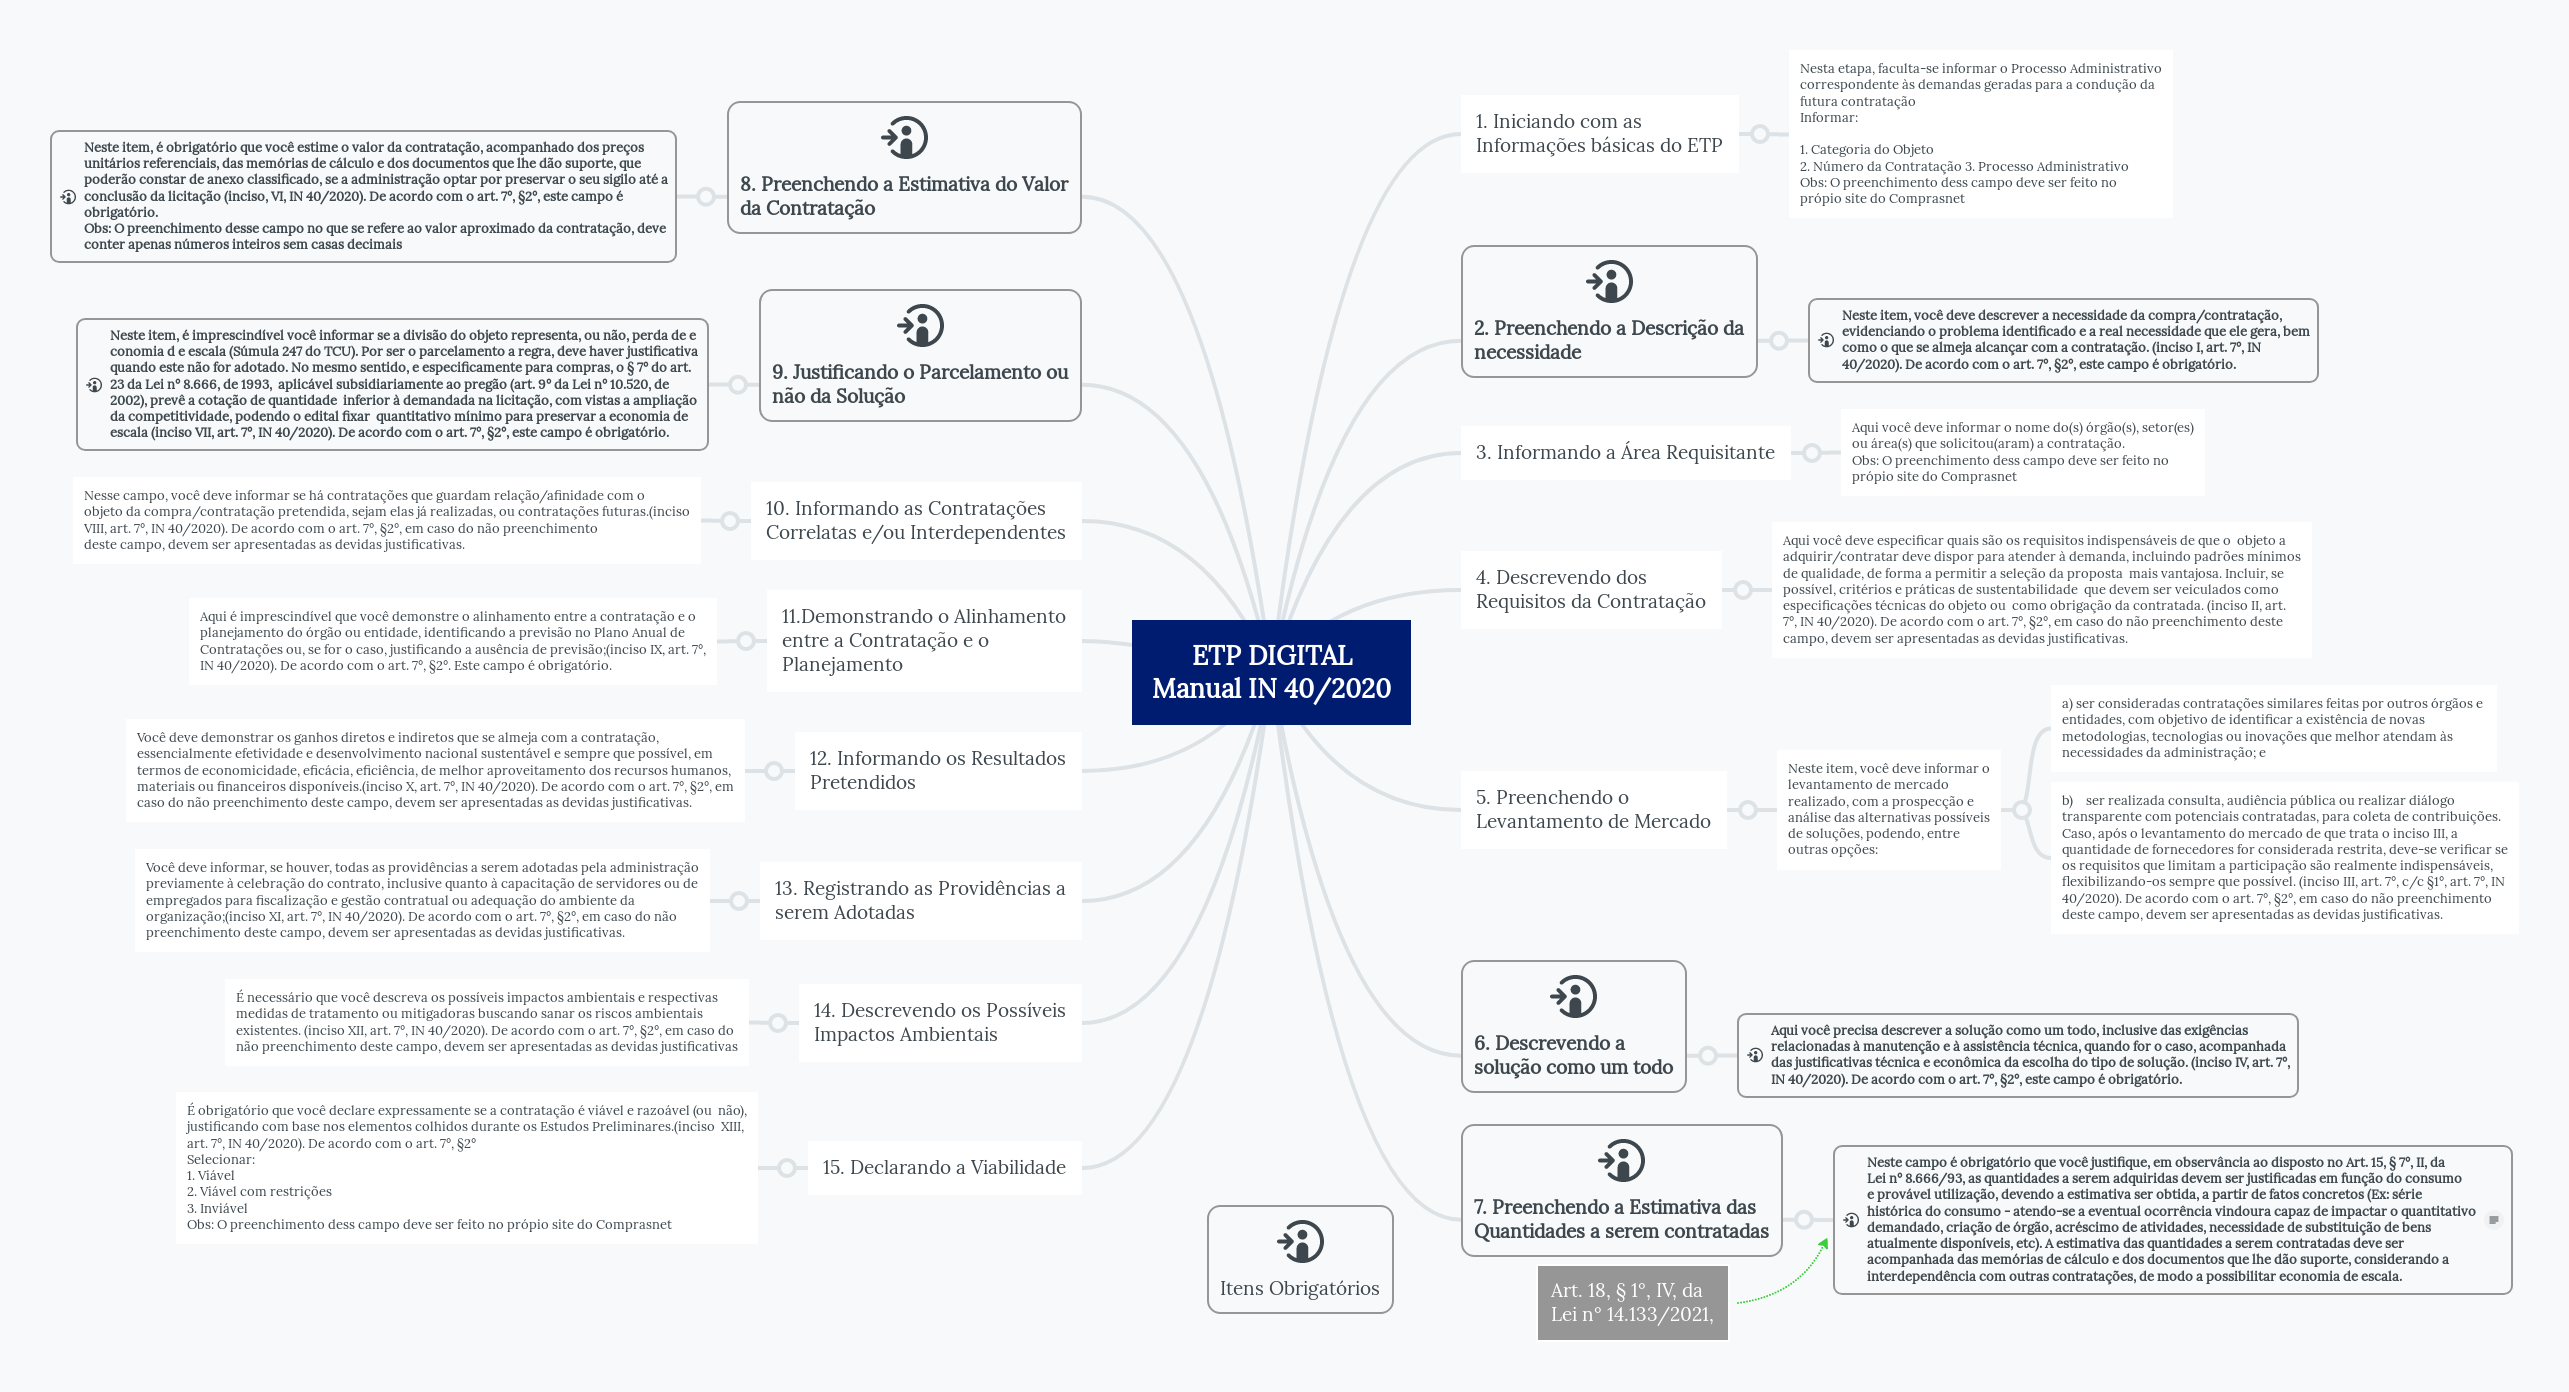 ETP DIGITAL
Manual IN 40/2020
1. Iniciando com as
Informações básicas do ETP
Nesta etapa, faculta-se informar o Processo Administrativo
correspondente às demandas geradas para a condução da
futura contratação
Informar:
1. Categoria do Objeto
2. Número da Contratação 3. Processo Administrativo
Obs: O preenchimento dess campo deve ser feito no
própio site do Comprasnet
2. Preenchendo a Descrição da
necessidade
Neste item, você deve descrever a necessidade da compra/contratação,
evidenciando o problema identificado e a real necessidade que ele gera, bem
como o que se almeja alcançar com a contratação. (inciso I, art. 7º, IN
40/2020). De acordo com o art. 7º, §2º, este campo é obrigatório.
3. Informando a Área Requisitante
Aqui você deve informar o nome do(s) órgão(s), setor(es)
ou área(s) que solicitou(aram) a contratação.
Obs: O preenchimento dess campo deve ser feito no
própio site do Comprasnet
4. Descrevendo dos
Requisitos da Contratação
Aqui você deve especificar quais são os requisitos indispensáveis de que o  objeto a
adquirir/contratar deve dispor para atender à demanda, incluindo padrões mínimos
de qualidade, de forma a permitir a seleção da proposta  mais vantajosa. Incluir, se
possível, critérios e práticas de sustentabilidade  que devem ser veiculados como
especificações técnicas do objeto ou  como obrigação da contratada. (inciso II, art.
7º, IN 40/2020). De acordo com o art. 7º, §2º, em caso do não preenchimento deste
campo, devem ser apresentadas as devidas justificativas.
5. Preenchendo o
Levantamento de Mercado
Neste item, você deve informar o
levantamento de mercado
realizado, com a prospecção e
análise das alternativas possíveis
de soluções, podendo, entre
outras opções:
a) ser consideradas contratações similares feitas por outros órgãos e
entidades, com objetivo de identificar a existência de novas
metodologias, tecnologias ou inovações que melhor atendam às
necessidades da administração; e
b)    ser realizada consulta, audiência pública ou realizar diálogo
transparente com potenciais contratadas, para coleta de contribuições.
Caso, após o levantamento do mercado de que trata o inciso III, a
quantidade de fornecedores for considerada restrita, deve-se verificar se
os requisitos que limitam a participação são realmente indispensáveis,
flexibilizando-os sempre que possível. (inciso III, art. 7º, c/c §1º, art. 7º, IN
40/2020). De acordo com o art. 7º, §2º, em caso do não preenchimento
deste campo, devem ser apresentadas as devidas justificativas.
6. Descrevendo a
solução como um todo
Aqui você precisa descrever a solução como um todo, inclusive das exigências
relacionadas à manutenção e à assistência técnica, quando for o caso, acompanhada
das justificativas técnica e econômica da escolha do tipo de solução. (inciso IV, art. 7º,
IN 40/2020). De acordo com o art. 7º, §2º, este campo é obrigatório.
7. Preenchendo a Estimativa das
Quantidades a serem contratadas
Neste campo é obrigatório que você justifique, em observância ao disposto no Art. 15, § 7º, II, da
Lei nº 8.666/93, as quantidades a serem adquiridas devem ser justificadas em função do consumo
e provável utilização, devendo a estimativa ser obtida, a partir de fatos concretos (Ex: série
histórica do consumo - atendo-se a eventual ocorrência vindoura capaz de impactar o quantitativo
demandado, criação de órgão, acréscimo de atividades, necessidade de substituição de bens
atualmente disponíveis, etc). A estimativa das quantidades a serem contratadas deve ser
acompanhada das memórias de cálculo e dos documentos que lhe dão suporte, considerando a
interdependência com outras contratações, de modo a possibilitar economia de escala.
Art. 18, § 1°, IV, da
Lei n° 14.133/2021,
8. Preenchendo a Estimativa do Valor
da Contratação
Neste item, é obrigatório que você estime o valor da contratação, acompanhado dos preços
unitários referenciais, das memórias de cálculo e dos documentos que lhe dão suporte, que
poderão constar de anexo classificado, se a administração optar por preservar o seu sigilo até a
conclusão da licitação (inciso, VI, IN 40/2020). De acordo com o art. 7º, §2º, este campo é
obrigatório.
Obs: O preenchimento desse campo no que se refere ao valor aproximado da contratação, deve
conter apenas números inteiros sem casas decimais
9. Justificando o Parcelamento ou
não da Solução
Neste item, é imprescindível você informar se a divisão do objeto representa, ou não, perda de e
conomia d e escala (Súmula 247 do TCU). Por ser o parcelamento a regra, deve haver justificativa
quando este não for adotado. No mesmo sentido, e especificamente para compras, o § 7º do art.
23 da Lei nº 8.666, de 1993,  aplicável subsidiariamente ao pregão (art. 9º da Lei nº 10.520, de
2002), prevê a cotação de quantidade  inferior à demandada na licitação, com vistas a ampliação
da competitividade, podendo o edital fixar  quantitativo mínimo para preservar a economia de
escala (inciso VII, art. 7º, IN 40/2020). De acordo com o art. 7º, §2º, este campo é obrigatório.
10. Informando as Contratações
Correlatas e/ou Interdependentes
Nesse campo, você deve informar se há contratações que guardam relação/afinidade com o
objeto da compra/contratação pretendida, sejam elas já realizadas, ou contratações futuras.(inciso
VIII, art. 7º, IN 40/2020). De acordo com o art. 7º, §2º, em caso do não preenchimento
deste campo, devem ser apresentadas as devidas justificativas.
11.Demonstrando o Alinhamento
entre a Contratação e o
Planejamento
Aqui é imprescindível que você demonstre o alinhamento entre a contratação e o
planejamento do órgão ou entidade, identificando a previsão no Plano Anual de
Contratações ou, se for o caso, justificando a ausência de previsão;(inciso IX, art. 7º,
IN 40/2020). De acordo com o art. 7º, §2º. Este campo é obrigatório.
12. Informando os Resultados
Pretendidos
Você deve demonstrar os ganhos diretos e indiretos que se almeja com a contratação,
essencialmente efetividade e desenvolvimento nacional sustentável e sempre que possível, em
termos de economicidade, eficácia, eficiência, de melhor aproveitamento dos recursos humanos,
materiais ou financeiros disponíveis.(inciso X, art. 7º, IN 40/2020). De acordo com o art. 7º, §2º, em
caso do não preenchimento deste campo, devem ser apresentadas as devidas justificativas.
13. Registrando as Providências a
serem Adotadas
Você deve informar, se houver, todas as providências a serem adotadas pela administração
previamente à celebração do contrato, inclusive quanto à capacitação de servidores ou de
empregados para fiscalização e gestão contratual ou adequação do ambiente da
organização;(inciso XI, art. 7º, IN 40/2020). De acordo com o art. 7º, §2º, em caso do não
preenchimento deste campo, devem ser apresentadas as devidas justificativas.
14. Descrevendo os Possíveis
Impactos Ambientais
É necessário que você descreva os possíveis impactos ambientais e respectivas
medidas de tratamento ou mitigadoras buscando sanar os riscos ambientais
existentes. (inciso XII, art. 7º, IN 40/2020). De acordo com o art. 7º, §2º, em caso do
não preenchimento deste campo, devem ser apresentadas as devidas justificativas
15. Declarando a Viabilidade
É obrigatório que você declare expressamente se a contratação é viável e razoável (ou  não),
justificando com base nos elementos colhidos durante os Estudos Preliminares.(inciso  XIII,
art. 7º, IN 40/2020). De acordo com o art. 7º, §2º
Selecionar:
1. Viável
2. Viável com restrições
3. Inviável
Obs: O preenchimento dess campo deve ser feito no própio site do Comprasnet
Itens Obrigatórios